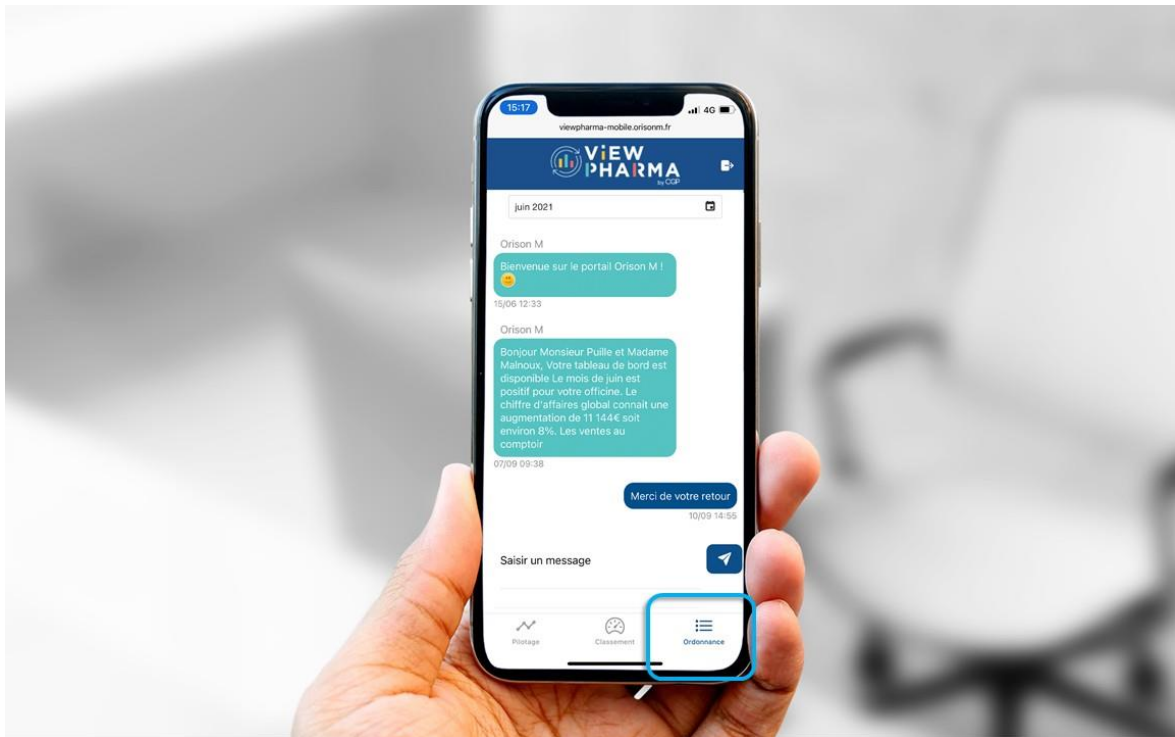 15:17
4G
viewpharma-mobile.orisonm.fr
ViEW
PHARMA
by CGP
juin 2021
Orison M
Bienvenue sur le portail Orison M !
15/06 12:33
Orison M
Bonjour Monsieur Puille et Madame
Malnoux, Votre tableau de bord est
disponible Le mois de juin est
positif pour votre officine. Le
chiffre d'affaires global connait une
augmentation de 11 144€ soit
environ 8%. Les ventes au
comptoir
07/09 09:38
Merci de votre retour
10/09 14:55
Saisir un message
Pilotage
Classement
Ordonnance